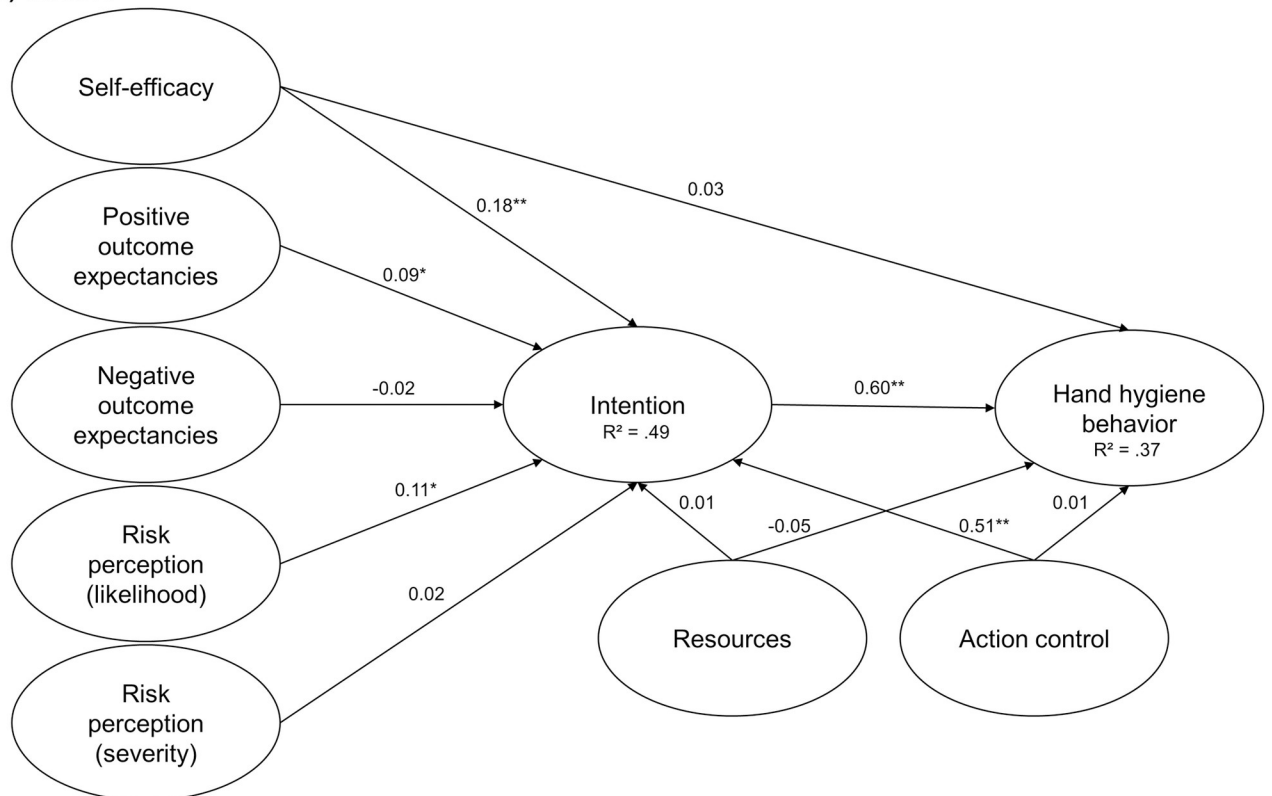 Self-efficacy
0.03
0.18**
Positive
outcome
expectancies
0.09*
Negative
outcome
expectancies
-0.02
Intention
R² = .49
0.60**
Hand hygiene
behavior
R² = .37
Risk
perception
(likelihood)
0.11*
0.01
-0.05
0.51**
0.01
0.02
Resources
Action control
Risk
perception
(severity)